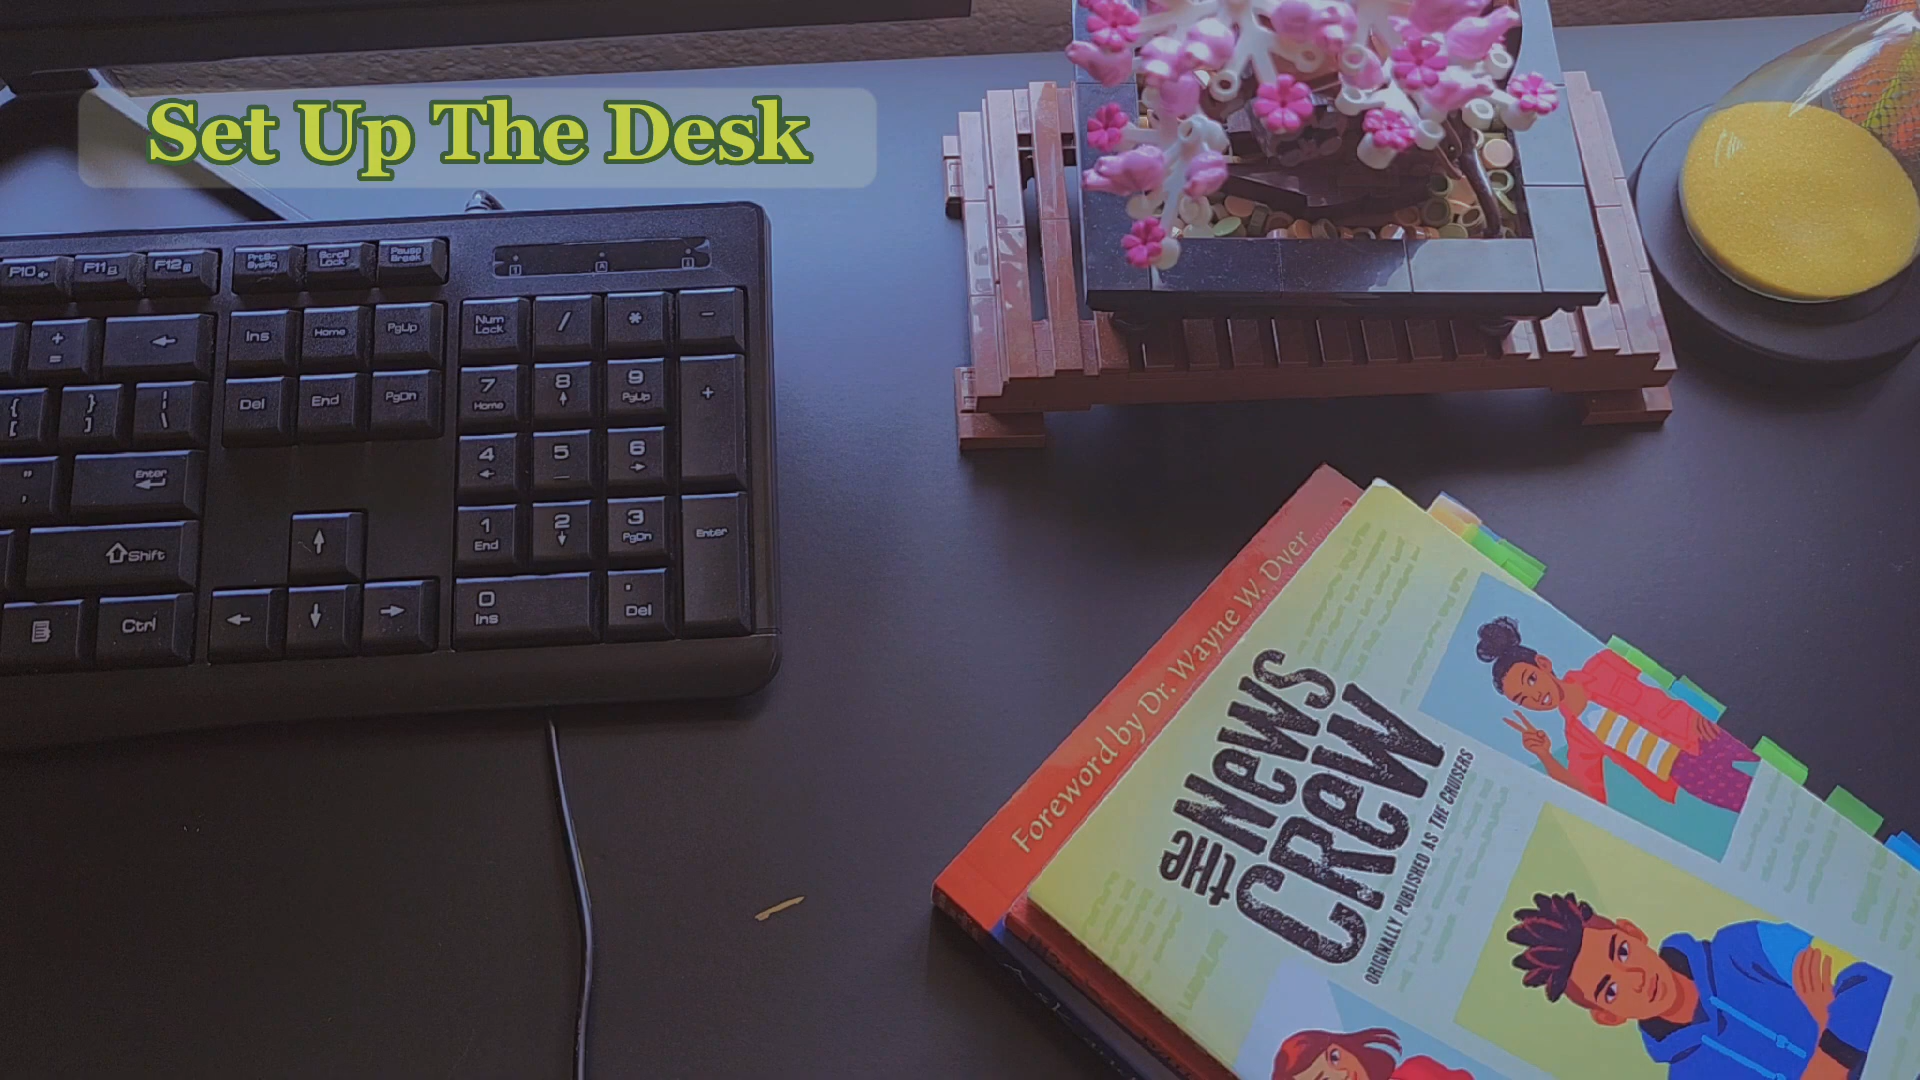 Set Up The Desk
F10 F11 F12 PrtSc SysRq Scroll Lock Pause Break
+ = ← Ins Home PgUp Num Lock / * -
{ [ } ] | \ Del End PgDn 7 Home 8 ↑ 9 PgUp +
" ' Enter 4 ← 5 6 →
⇧Shift ↑ 1 End 2 ↓ 3 PgDn Enter
Ctrl ← ↓ → 0 Ins . Del
Foreword by Dr. Wayne W. Dyer
the News
Crew
ORIGINALLY PUBLISHED AS THE CRUISERS